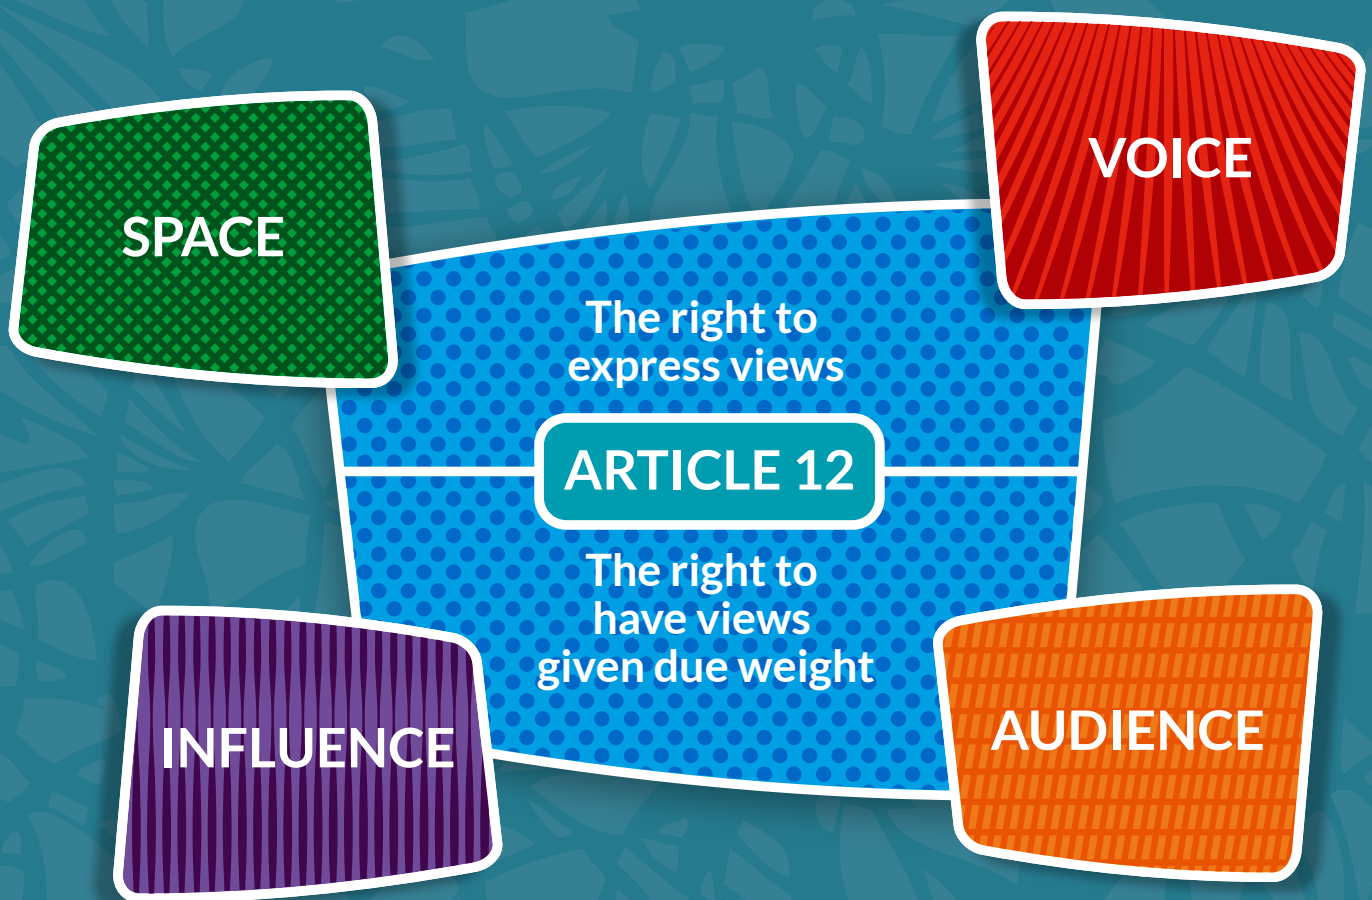 SPACE
VOICE
The right to
express views
ARTICLE 12
The right to
have views
given due weight
INFLUENCE
AUDIENCE